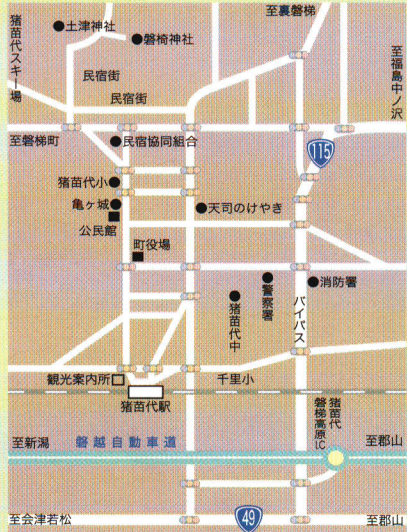 猪苗代スキー場
土津神社
磐椅神社
至裏磐梯
至福島中ノ沢
民宿街
民宿街
至磐梯町
民宿協同組合
115
猪苗代小
亀ヶ城
公民館
天司のけやき
町役場
警察署
消防署
猪苗代中
バイパス
観光案内所
千里小
猪苗代駅
猪苗代
磐梯高原IC
至新潟
磐越自動車道
至郡山
至会津若松
49
至郡山